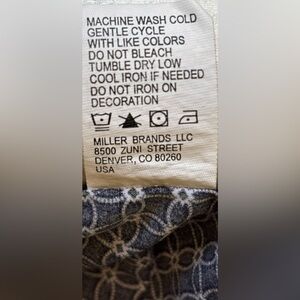 MACHINE WASH COLD
GENTLE CYCLE
WITH LIKE COLORS
DO NOT BLEACH
TUMBLE DRY LOW
COOL IRON IF NEEDED
DO NOT IRON ON
DECORATION
MILLER BRANDS LLC
8500 ZUNI STREET
DENVER, CO 80260
USA